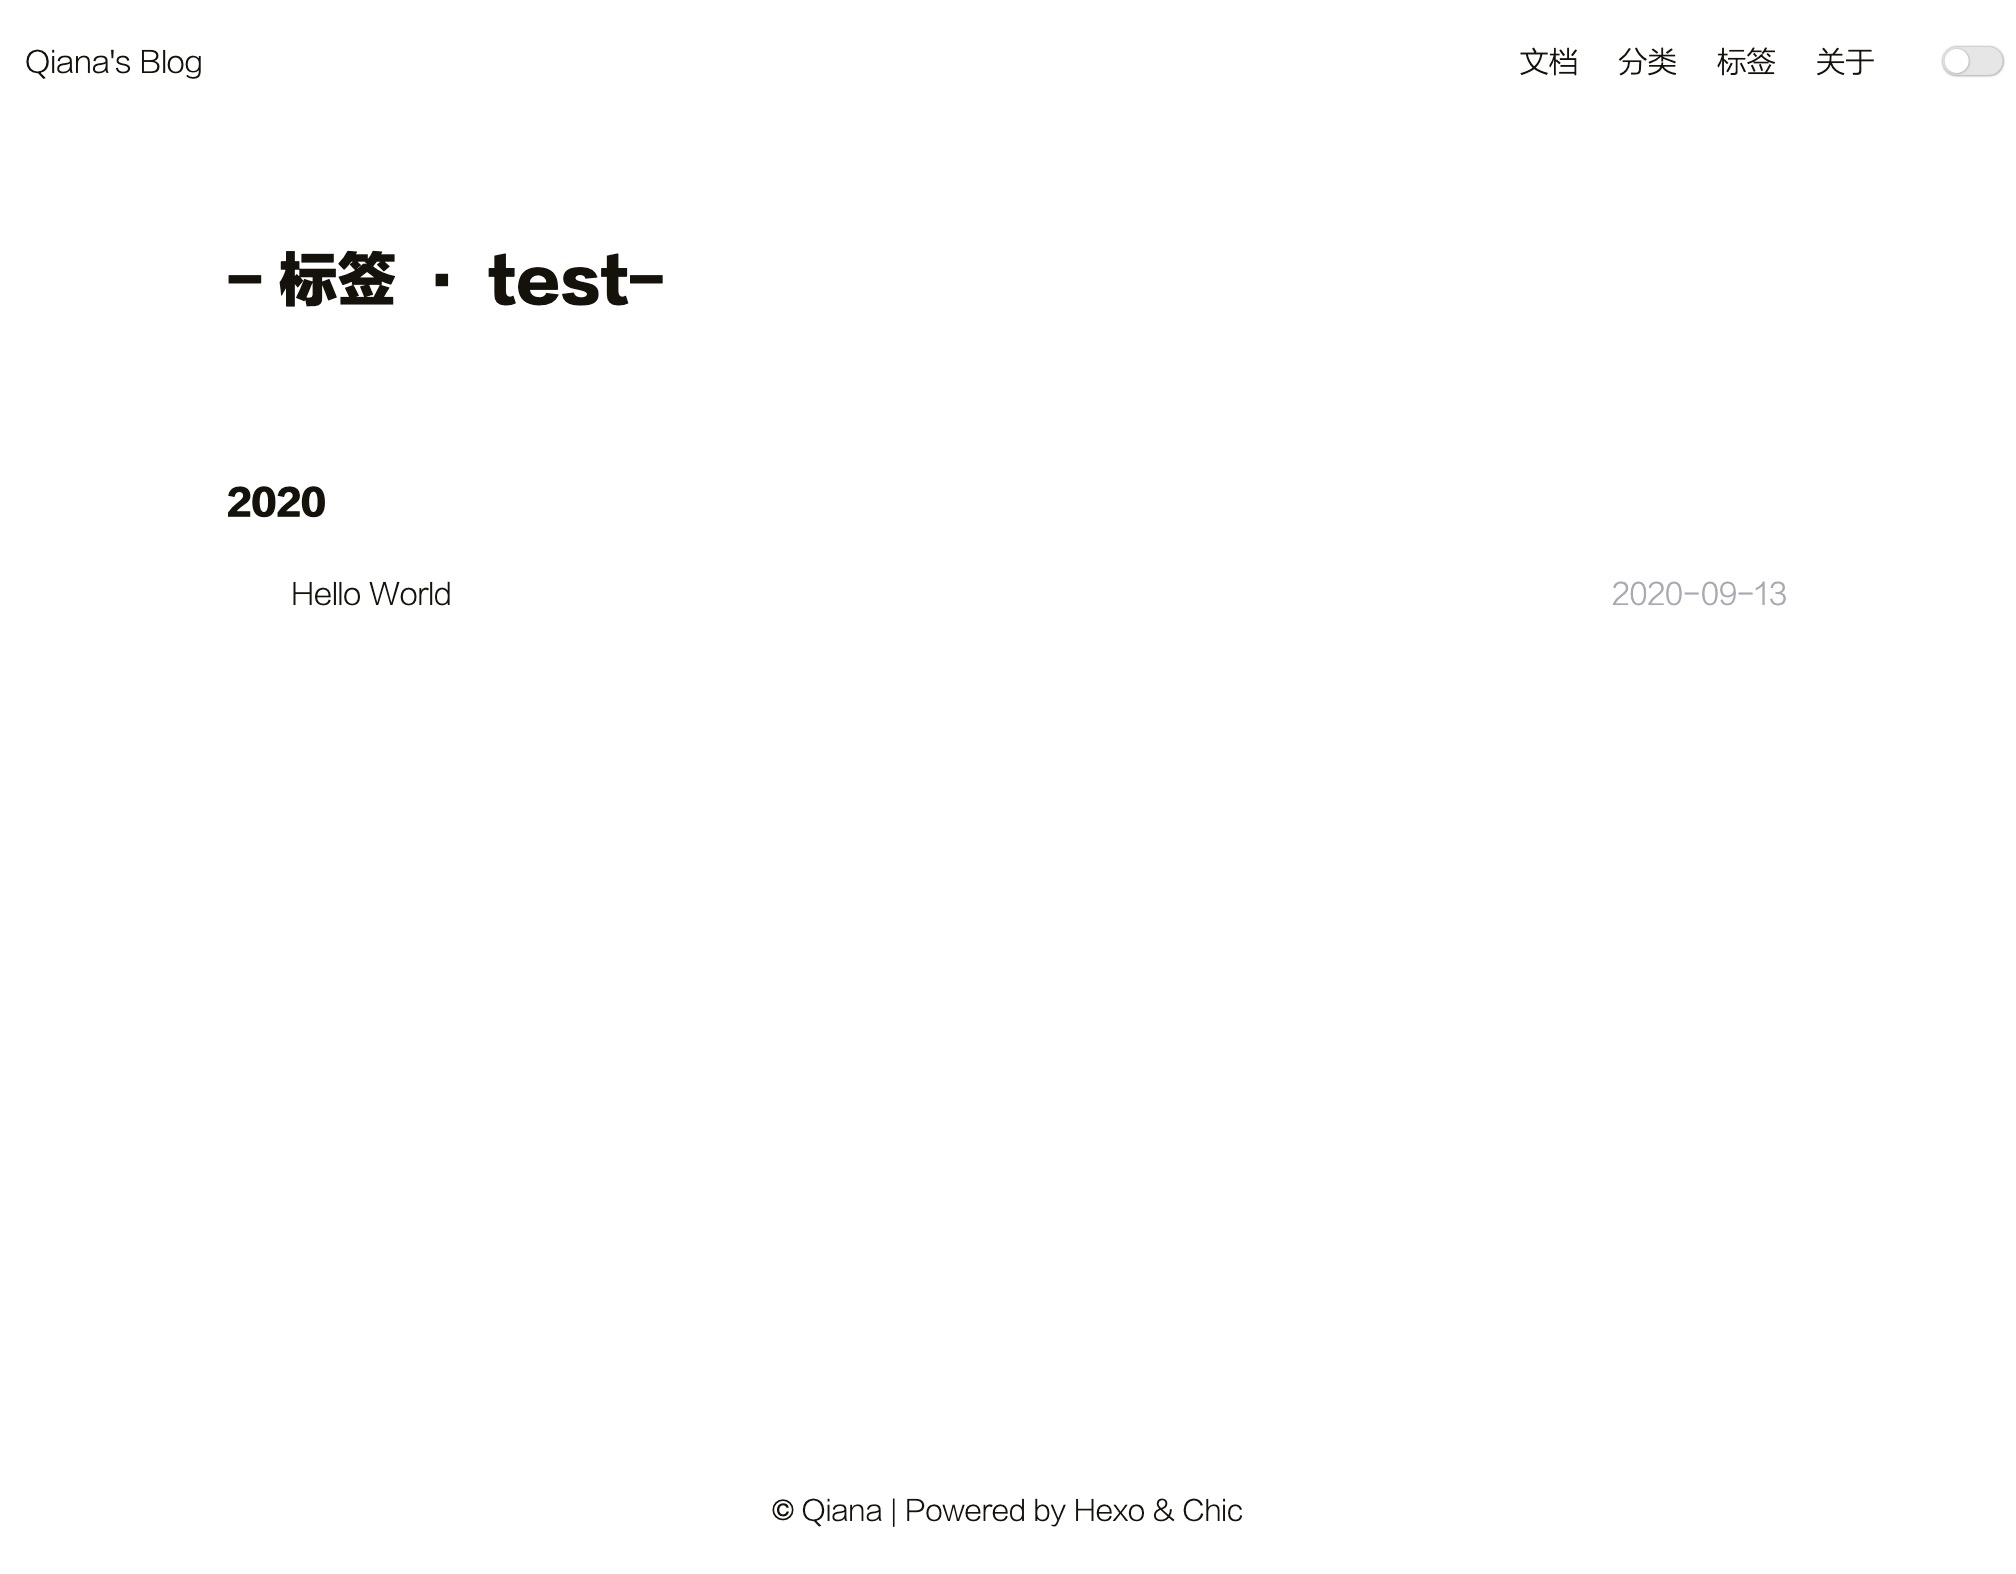 Qiana's Blog 文档 分类 标签 关于
- 标签 · test-
2020
Hello World 2020-09-13
© Qiana | Powered by Hexo & Chic